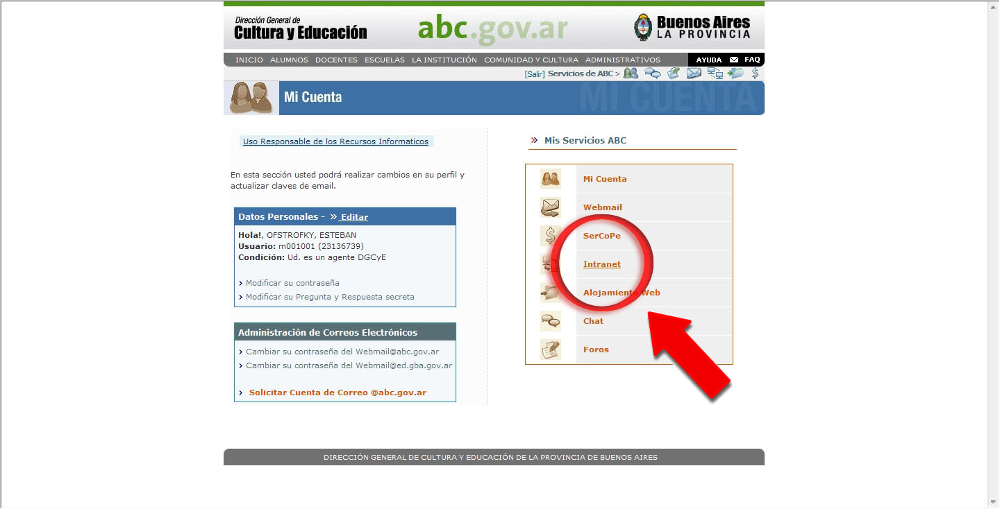 Dirección General de
Cultura y Educación
abc.gov.ar
Buenos Aires
LA PROVINCIA
INICIO ALUMNOS DOCENTES ESCUELAS LA INSTITUCIÓN COMUNIDAD Y CULTURA ADMINISTRATIVOS AYUDA FAQ
[Salir] Servicios de ABC >
Mi Cuenta
MI CUENTA
Uso Responsable de los Recursos Informaticos
En esta sección usted podrá realizar cambios en su perfil y
actualizar claves de email.
Datos Personales - » Editar
Hola!, OFSTROFKY, ESTEBAN
Usuario: m001001 (23136739)
Condición: Ud. es un agente DGCyE
Modificar su contraseña
Modificar su Pregunta y Respuesta secreta
Administración de Correos Electrónicos
Cambiar su contraseña del Webmail@abc.gov.ar
Cambiar su contraseña del Webmail@ed.gba.gov.ar
Solicitar Cuenta de Correo @abc.gov.ar
» Mis Servicios ABC
Mi Cuenta
Webmail
SerCoPe
Intranet
Alojamiento Web
Chat
Foros
DIRECCIÓN GENERAL DE CULTURA Y EDUCACIÓN DE LA PROVINCIA DE BUENOS AIRES